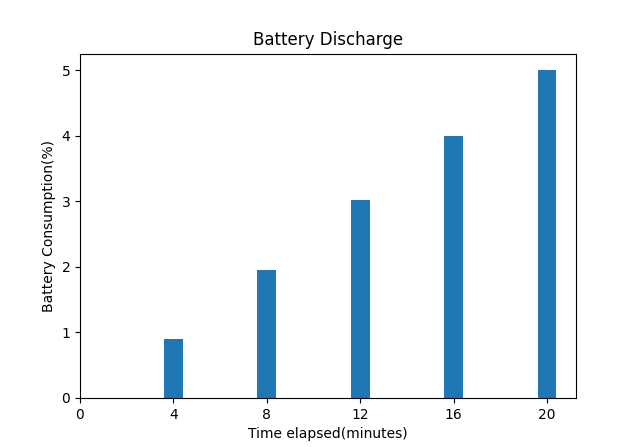 Battery Discharge
5
4
3
2
1
0
Battery Consumption(%)
0 4 8 12 16 20
Time elapsed(minutes)